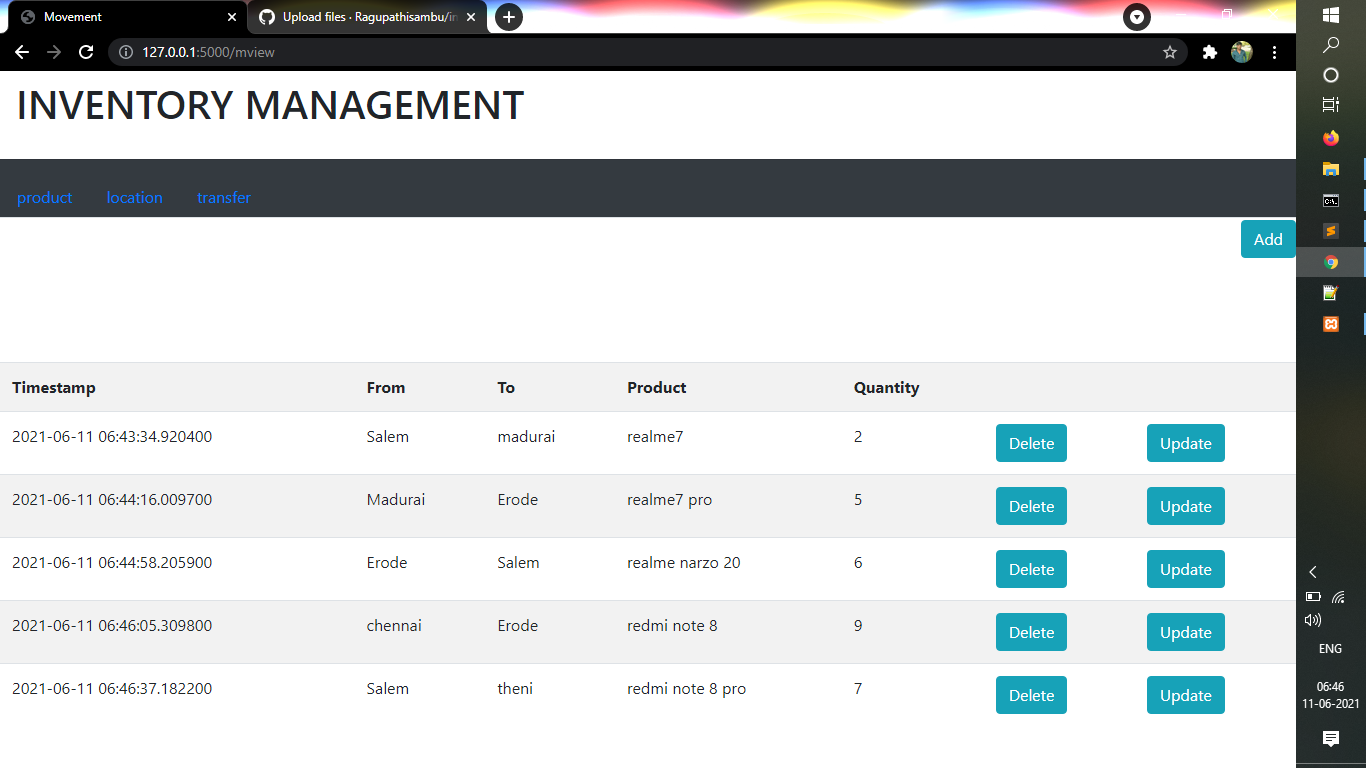 Movement
Upload files · Ragupathisambu/in
127.0.0.1:5000/mview
INVENTORY MANAGEMENT
product location transfer
Add
Timestamp From To Product Quantity
2021-06-11 06:43:34.920400 Salem madurai realme7 2 Delete Update
2021-06-11 06:44:16.009700 Madurai Erode realme7 pro 5 Delete Update
2021-06-11 06:44:58.205900 Erode Salem realme narzo 20 6 Delete Update
2021-06-11 06:46:05.309800 chennai Erode redmi note 8 9 Delete Update
2021-06-11 06:46:37.182200 Salem theni redmi note 8 pro 7 Delete Update
ENG
06:46
11-06-2021